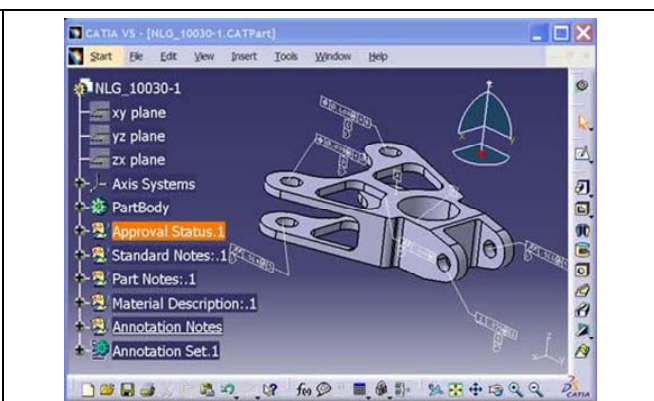 CATIA V5 - [NLG_10030-1.CATPart]
Start File Edit View Insert Tools Window Help
NLG_10030-1
xy plane
yz plane
zx plane
Axis Systems
PartBody
Approval Status.1
Standard Notes:.1
Part Notes:.1
Material Description:.1
Annotation Notes
Annotation Set.1
f(x)
CATIA